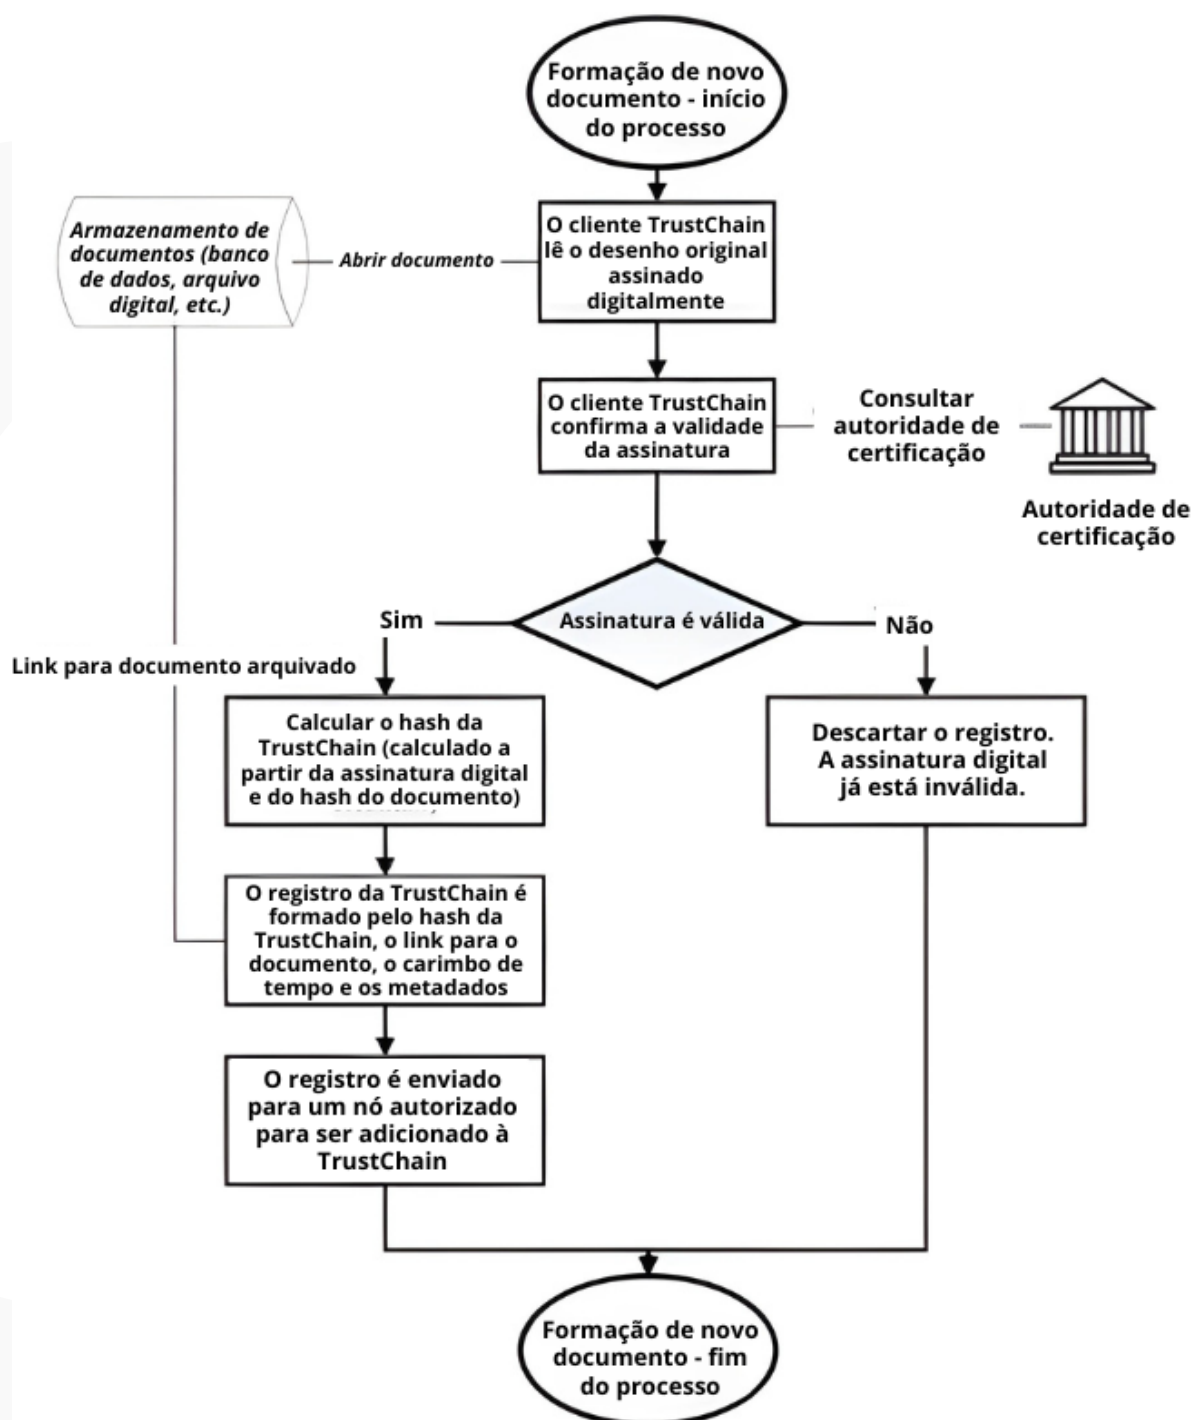 Formação de novo
documento - início
do processo
Armazenamento de
documentos (banco
de dados, arquivo
digital, etc.)
Abrir documento
O cliente TrustChain
lê o desenho original
assinado
digitalmente
O cliente TrustChain
confirma a validade
da assinatura
Consultar
autoridade de
certificação
Autoridade de
certificação
Assinatura é válida
Sim
Não
Link para documento arquivado
Calcular o hash da
TrustChain (calculado a
partir da assinatura digital
e do hash do documento)
Descartar o registro.
A assinatura digital
já está inválida.
O registro da TrustChain é
formado pelo hash da
TrustChain, o link para o
documento, o carimbo de
tempo e os metadados
O registro é enviado
para um nó autorizado
para ser adicionado à
TrustChain
Formação de novo
documento - fim
do processo